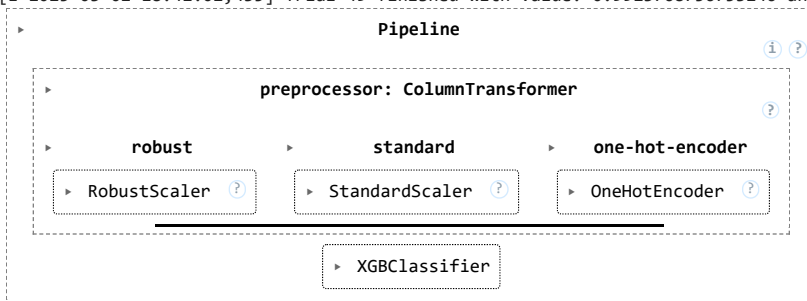 Pipeline
i ?
preprocessor: ColumnTransformer
?
robust standard one-hot-encoder
RobustScaler ? StandardScaler ? OneHotEncoder ?
XGBClassifier